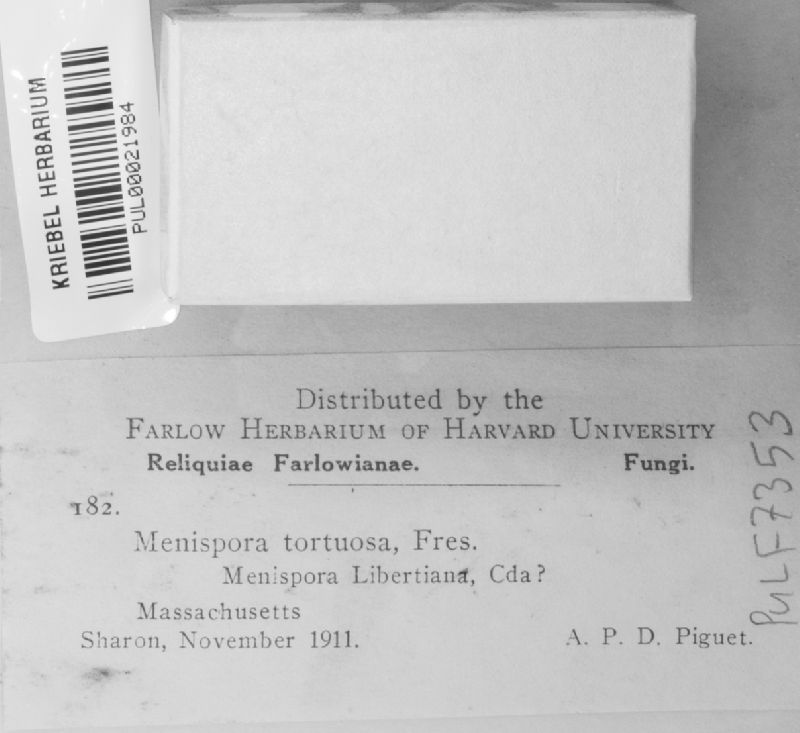 KRIEBEL HERBARIUM
PUL00021984
Distributed by the
FARLOW HERBARIUM OF HARVARD UNIVERSITY
Reliquiae Farlowianae. Fungi.
182.
Menispora tortuosa, Fres.
Menispora Libertiana, Cda?
Massachusetts
Sharon, November 1911. A. P. D. Piguet.
PULF7353